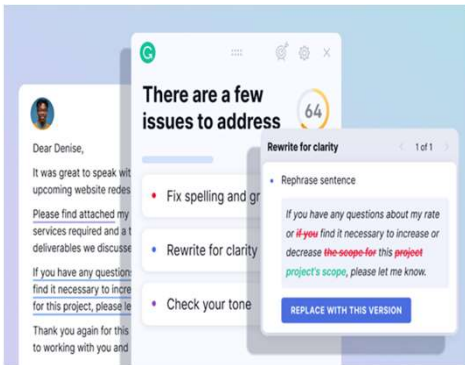 Dear Denise,
It was great to speak wit
upcoming website redes
Please find attached my
services required and a t
deliverables we discusse
If you have any question
find it necessary to incre
for this project, please le
Thank you again for this
to working with you and
G
There are a few
issues to address
64
Fix spelling and gr
Rewrite for clarity
Check your tone
Rewrite for clarity
1 of 1
Rephrase sentence
If you have any questions about my rate
or if you find it necessary to increase or
decrease the scope for this project
project's scope, please let me know.
REPLACE WITH THIS VERSION